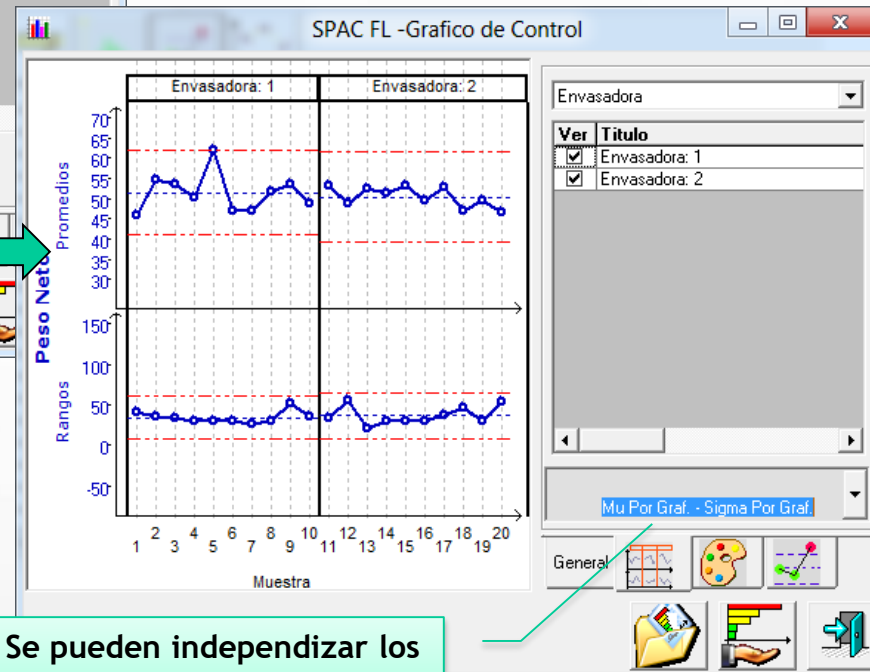 SPAC FL -Grafico de Control
Envasadora: 1
Envasadora: 2
70
65
60
55
50
45
40
35
30
Promedios
Peso Neto
150
100
50
0
-50
Rangos
1 2 3 4 5 6 7 8 9 10 11 12 13 14 15 16 17 18 19 20
Muestra
Envasadora
Ver Titulo
Envasadora: 1
Envasadora: 2
Mu Por Graf. - Sigma Por Graf.
General
Se pueden independizar los